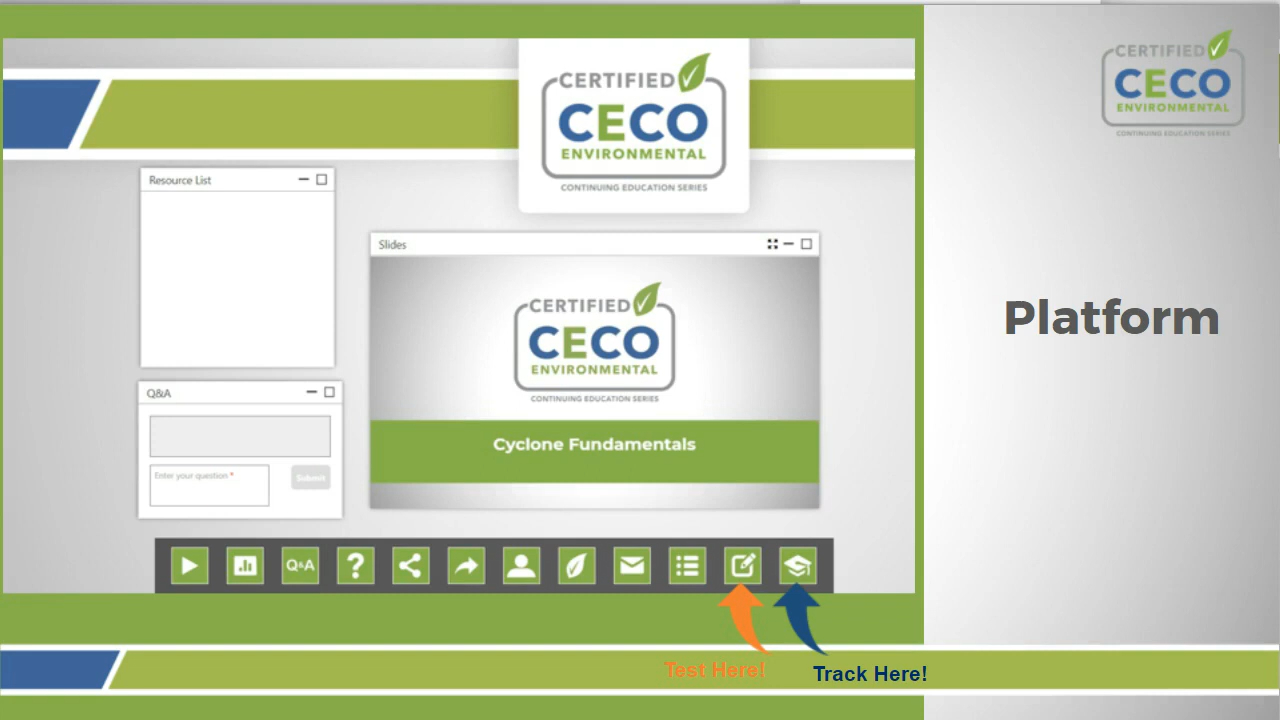 CERTIFIED
CECO
ENVIRONMENTAL
CONTINUING EDUCATION SERIES
Resource List
Slides
CERTIFIED
CECO
ENVIRONMENTAL
CONTINUING EDUCATION SERIES
Cyclone Fundamentals
Q&A
Enter your question *
Submit
Q&A
Test Here!
Track Here!
CERTIFIED
CECO
ENVIRONMENTAL
CONTINUING EDUCATION SERIES
Platform